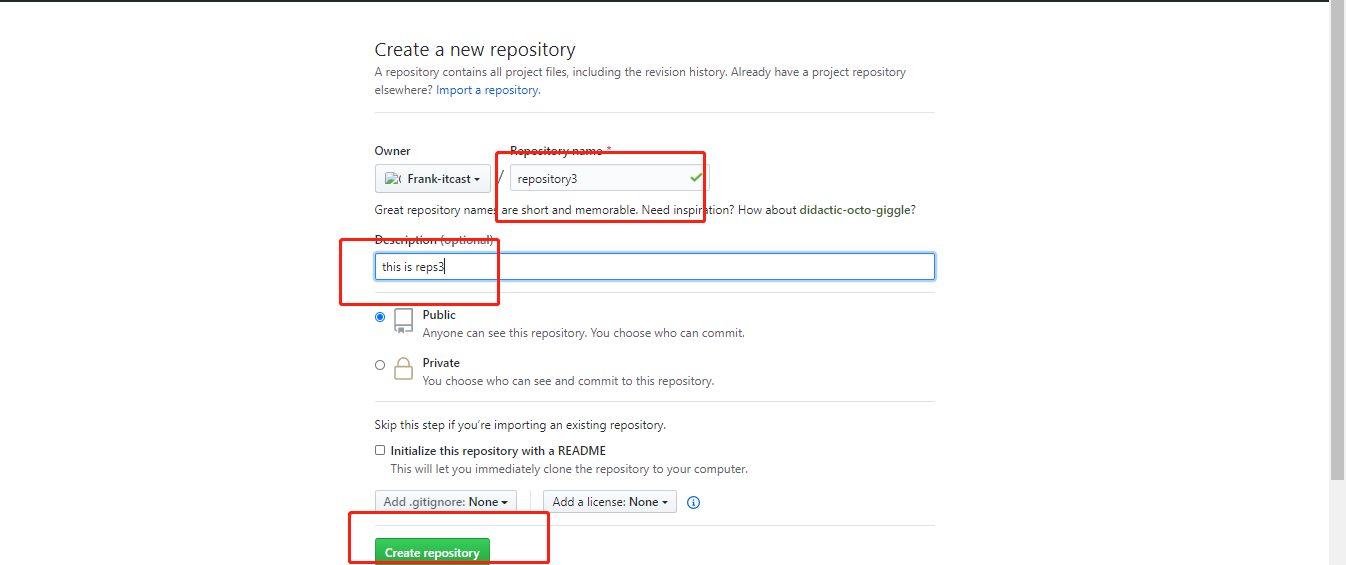 Create a new repository
A repository contains all project files, including the revision history. Already have a project repository
elsewhere? Import a repository.
Owner
Repository name *
Frank-itcast
/
repository3
Great repository names are short and memorable. Need inspiration? How about didactic-octo-giggle?
Description (optional)
this is reps3
Public
Anyone can see this repository. You choose who can commit.
Private
You choose who can see and commit to this repository.
Skip this step if you're importing an existing repository.
Initialize this repository with a README
This will let you immediately clone the repository to your computer.
Add .gitignore: None
Add a license: None
Create repository